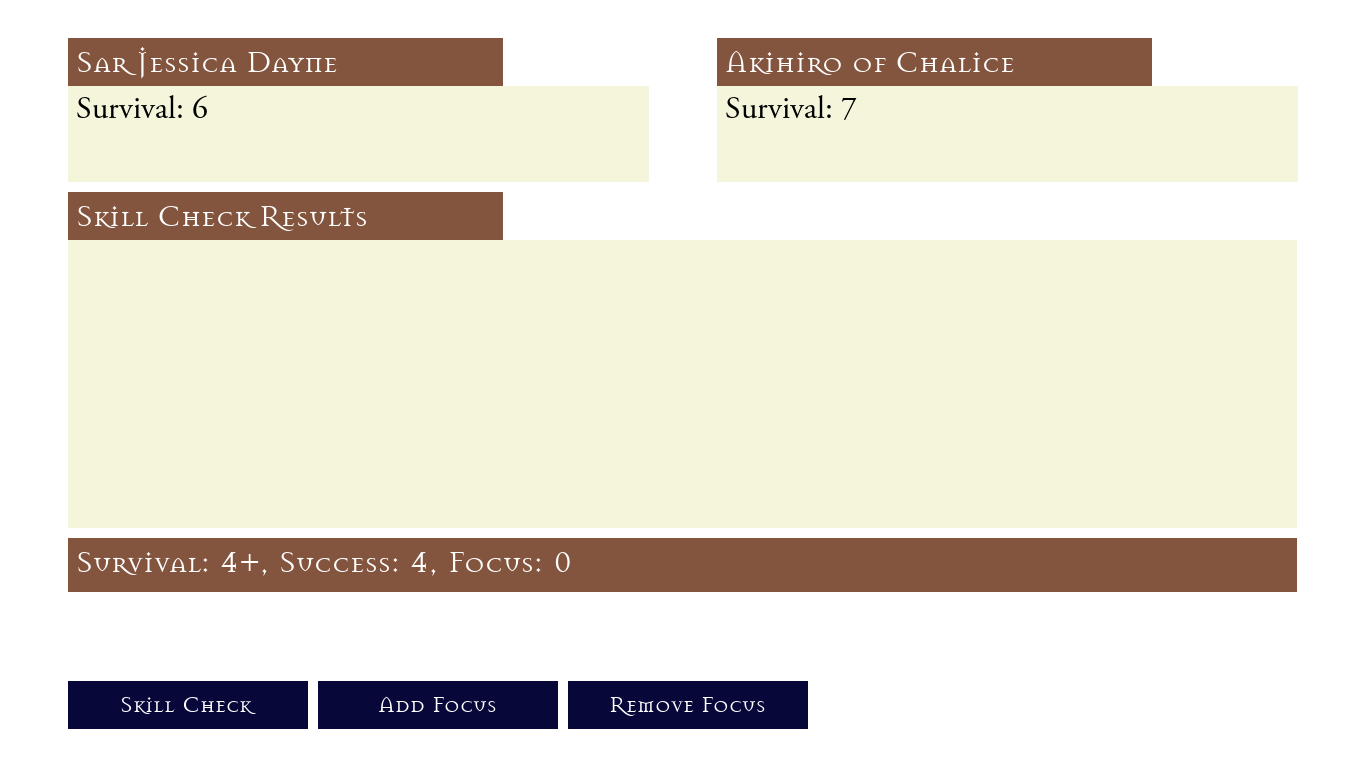 Sar Jessica Dayne
Survival: 6
Akihiro of Chalice
Survival: 7
Skill Check Results
Survival: 4+, Success: 4, Focus: 0
Skill Check
Add Focus
Remove Focus